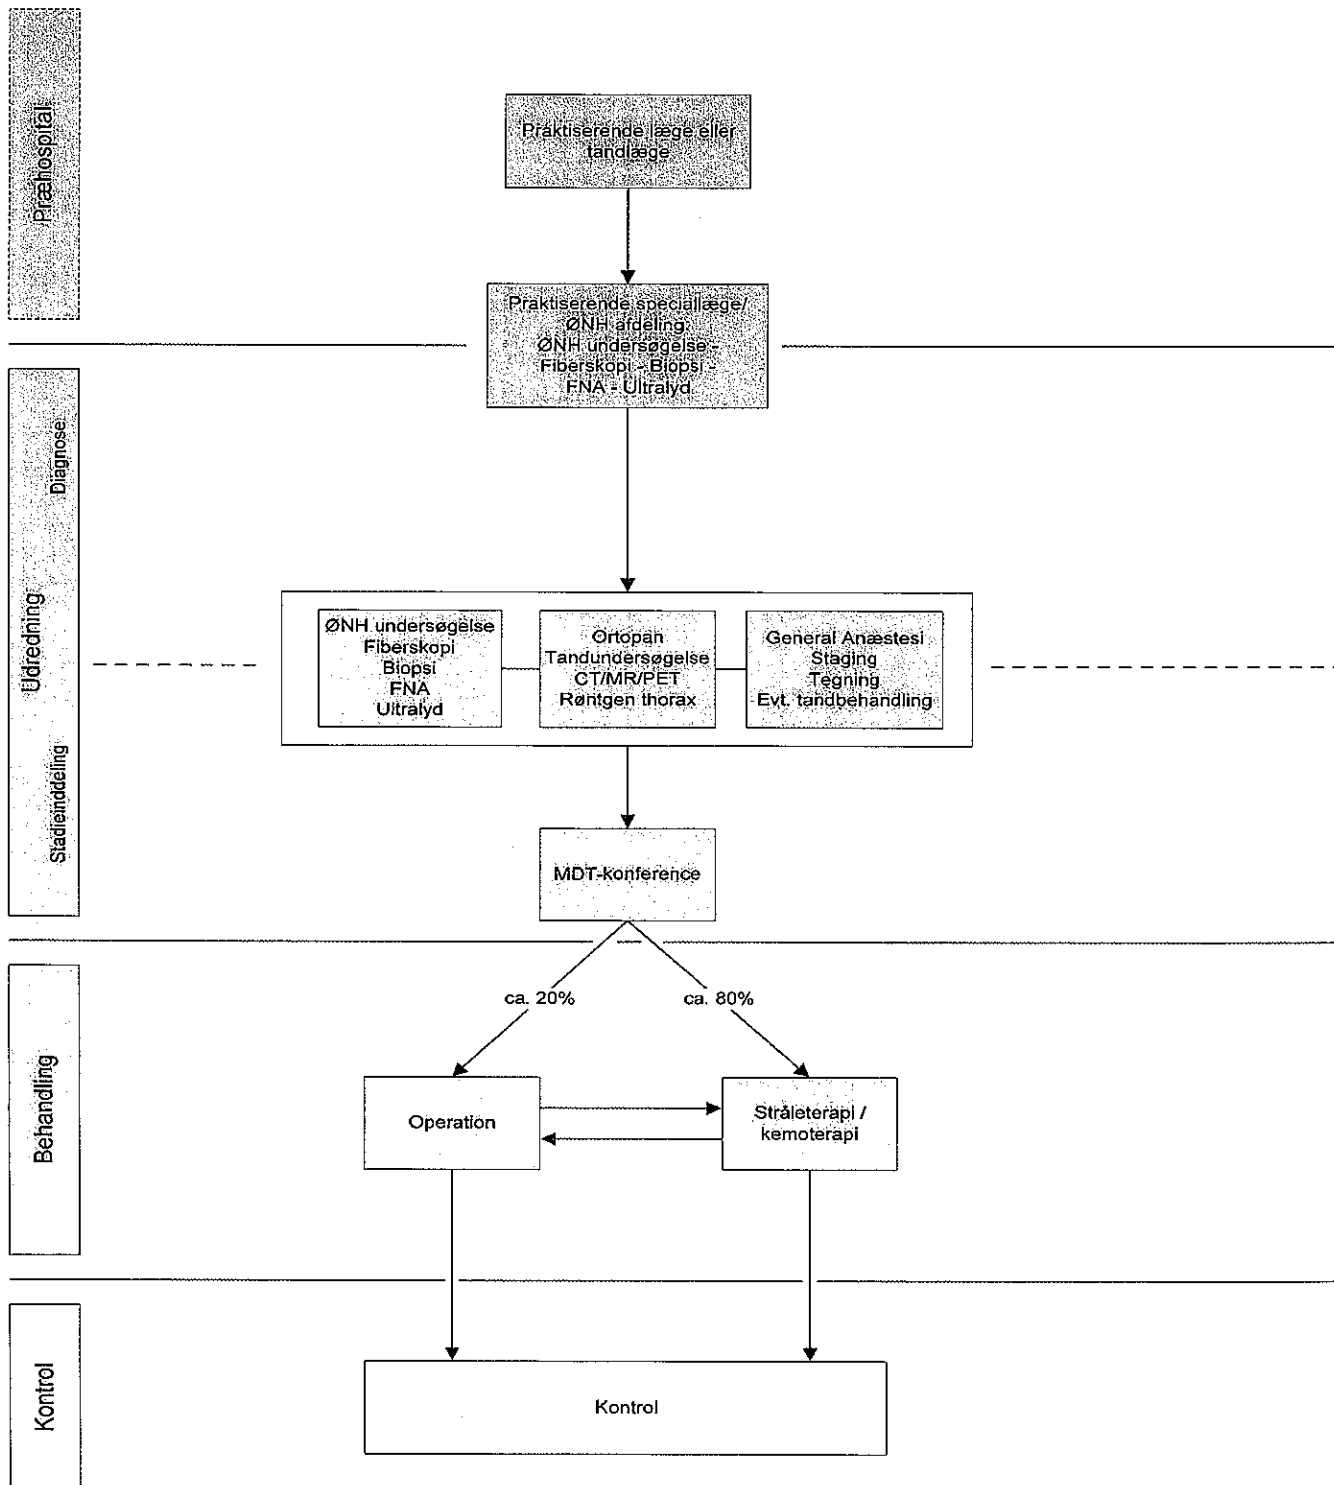 Præhospital
Praktiserende læge eller
tandlæge
Praktiserende speciallæge/
ØNH afdeling:
ØNH undersøgelse -
Fiberskopi - Biopsi -
FNA - Ultralyd
Udredning
Diagnose
Stadieinddeling
ØNH undersøgelse
Fiberskopi
Biopsi
FNA
Ultralyd
Ortopan
Tandundersøgelse
CT/MR/PET
Røntgen thorax
General Anæstesi
Staging
Tegning
Evt. tandbehandling
MDT-konference
ca. 20%
ca. 80%
Behandling
Operation
Stråleterapi /
kemoterapi
Kontrol
Kontrol